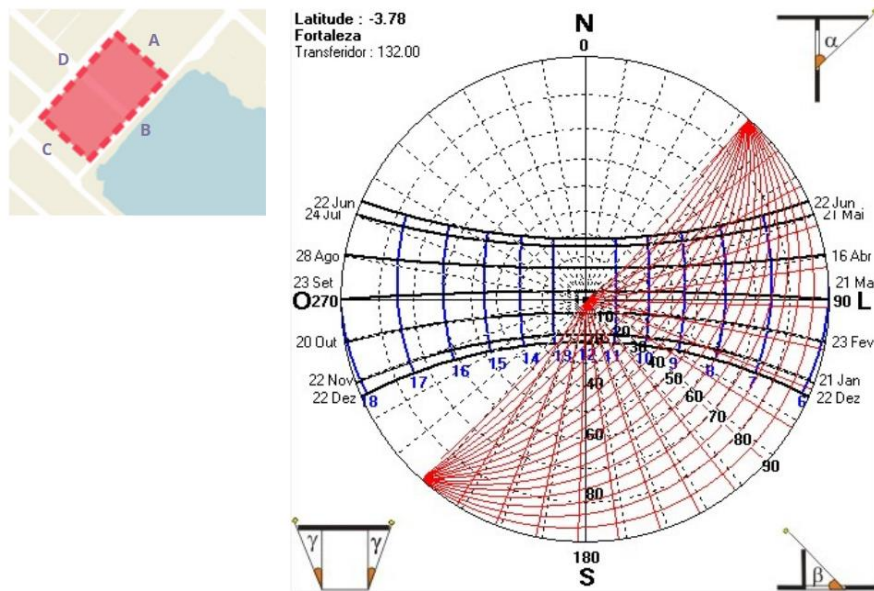 A
D
B
C
Latitude : -3.78
Fortaleza
Transferidor : 132.00
N
0
α
22 Jun
24 Jul
28 Ago
23 Set
O 270
20 Out
22 Nov
22 Dez
22 Jun
21 Mai
16 Abr
21 Ma
90 L
23 Fev
21 Jan
22 Dez
18
17
16
15
14
13
12
11
10
9
8
7
6
10
20
30
40
50
60
70
80
90
40
60
80
180
S
γ
γ
β